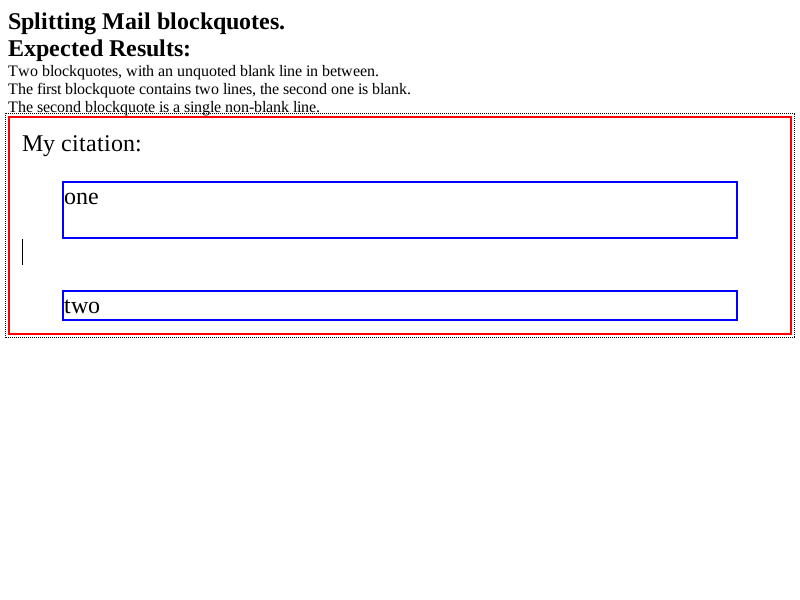 Splitting Mail blockquotes.
Expected Results:
Two blockquotes, with an unquoted blank line in between.
The first blockquote contains two lines, the second one is blank.
The second blockquote is a single non-blank line.
My citation:
one
two